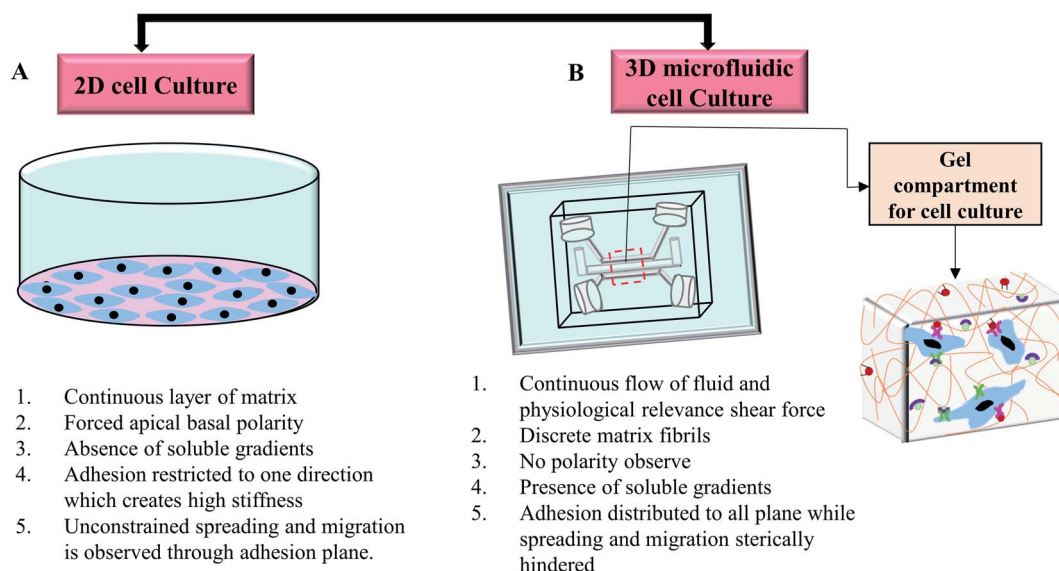 A
2D cell Culture
B
3D microfluidic
cell Culture
Gel
compartment
for cell culture
1. Continuous layer of matrix
2. Forced apical basal polarity
3. Absence of soluble gradients
4. Adhesion restricted to one direction
which creates high stiffness
5. Unconstrained spreading and migration
is observed through adhesion plane.
1. Continuous flow of fluid and
physiological relevance shear force
2. Discrete matrix fibrils
3. No polarity observe
4. Presence of soluble gradients
5. Adhesion distributed to all plane while
spreading and migration sterically
hindered